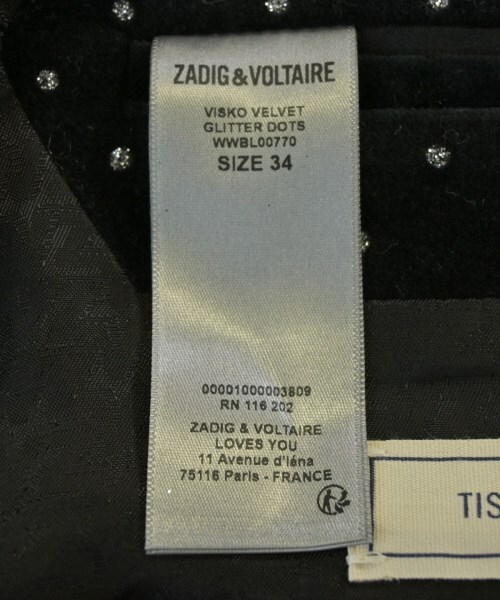 ZADIG & VOLTAIRE
VISKO VELVET
GLITTER DOTS
WWBL00770
SIZE 34
00001000003809
RN 116 202
ZADIG & VOLTAIRE
LOVES YOU
11 Avenue d'Iéna
75116 Paris - FRANCE
TIS